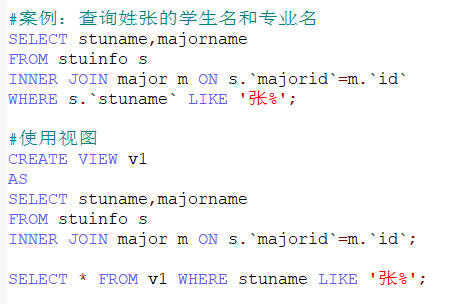 #案例：查询姓张的学生名和专业名
SELECT stuname,majorname
FROM stuinfo s
INNER JOIN major m ON s.`majorid`=m.`id`
WHERE s.`stuname` LIKE '张%';
#使用视图
CREATE VIEW v1
AS
SELECT stuname,majorname
FROM stuinfo s
INNER JOIN major m ON s.`majorid`=m.`id`;
SELECT * FROM v1 WHERE stuname LIKE '张%';